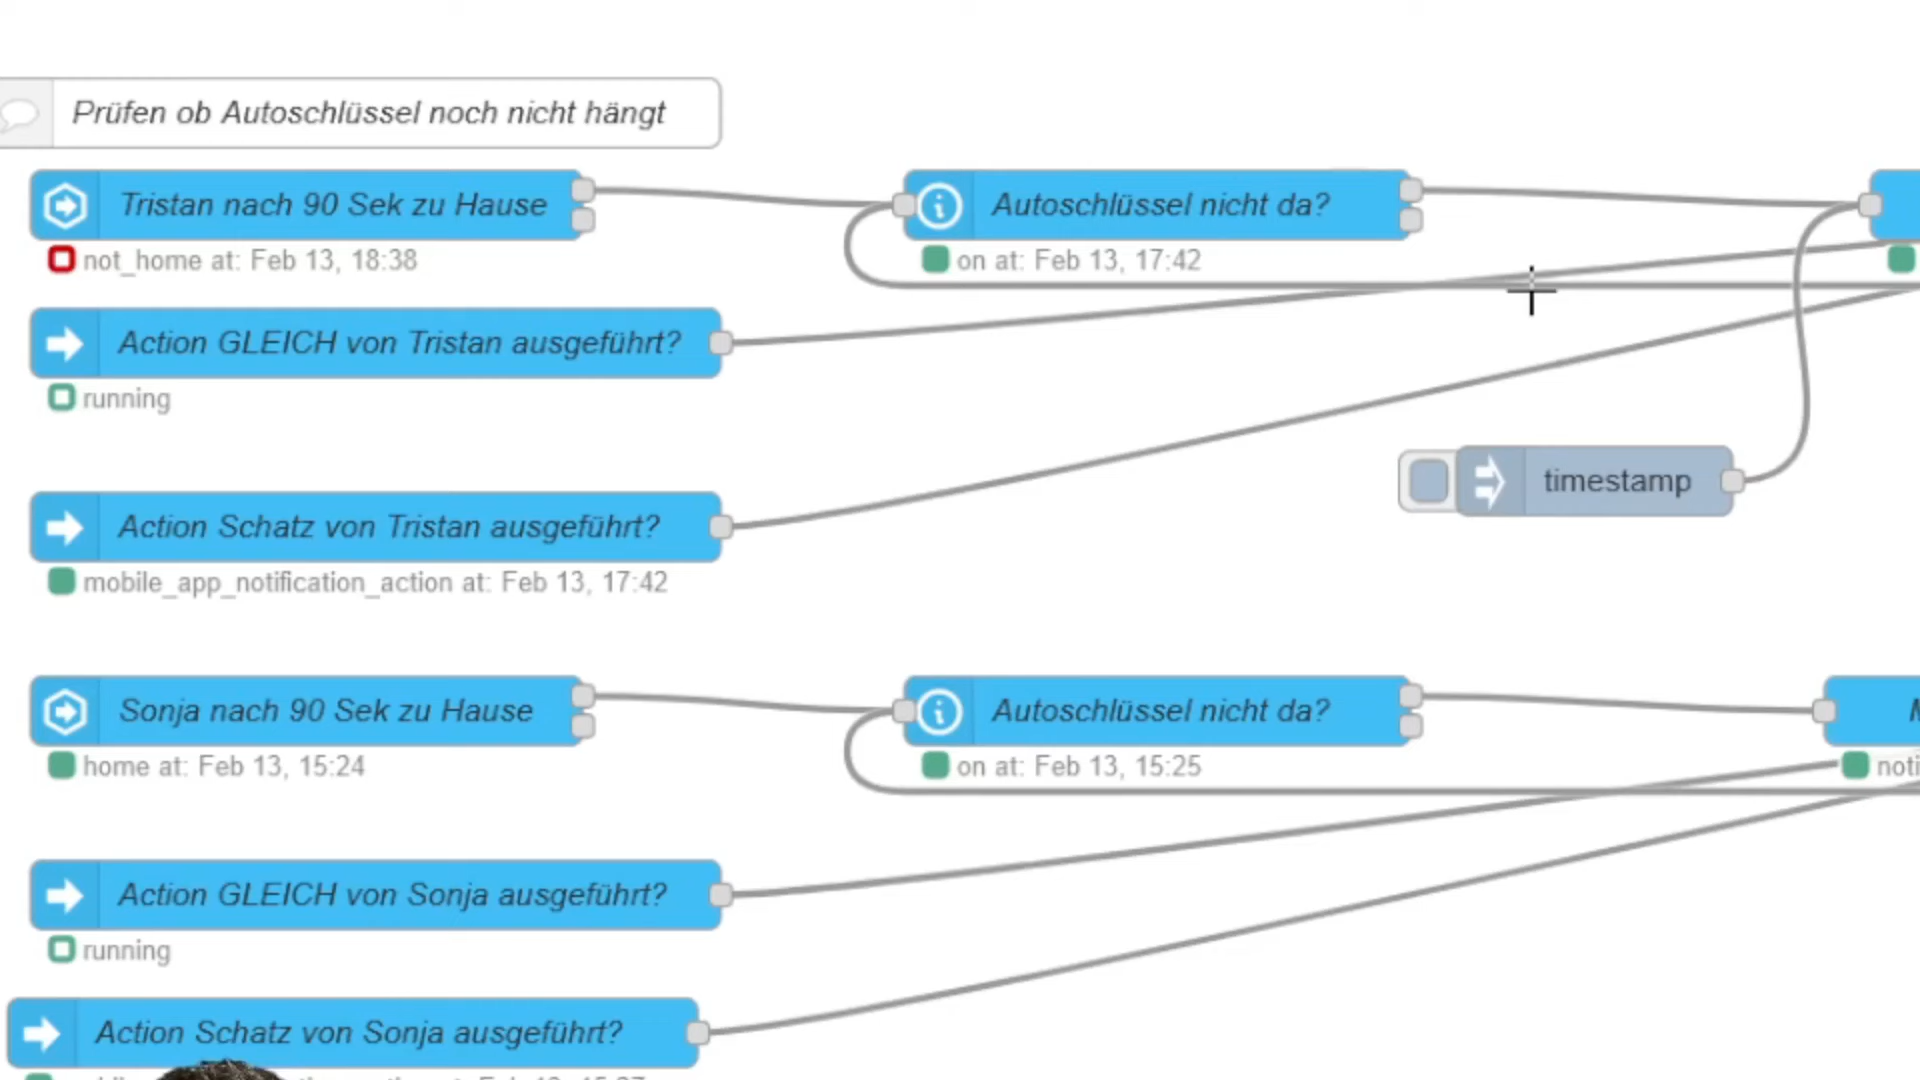 Prüfen ob Autoschlüssel noch nicht hängt
Tristan nach 90 Sek zu Hause
Autoschlüssel nicht da?
not_home at: Feb 13, 18:38
on at: Feb 13, 17:42
Action GLEICH von Tristan ausgeführt?
running
timestamp
Action Schatz von Tristan ausgeführt?
mobile_app_notification_action at: Feb 13, 17:42
Sonja nach 90 Sek zu Hause
Autoschlüssel nicht da?
home at: Feb 13, 15:24
on at: Feb 13, 15:25
noti
Action GLEICH von Sonja ausgeführt?
running
Action Schatz von Sonja ausgeführt?